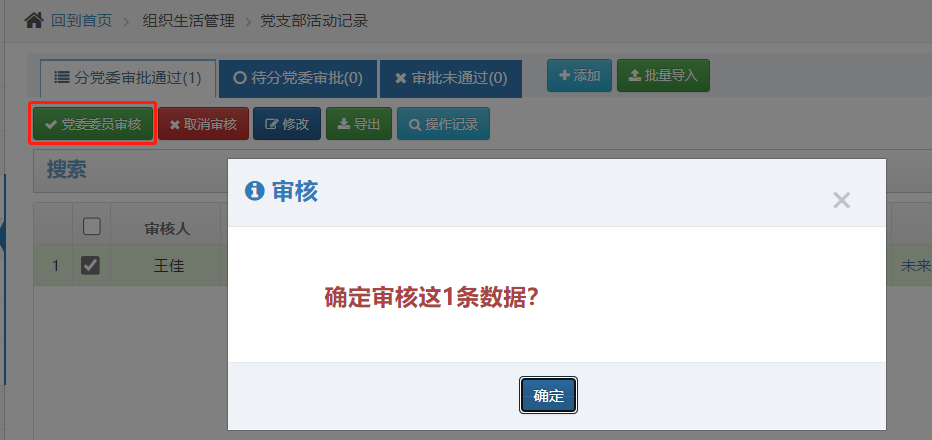 回到首页 组织生活管理 党支部活动记录
分党委审批通过(1) 待分党委审批(0) 审批未通过(0) 添加 批量导入
党委委员审核 取消审核 修改 导出 操作记录
搜索
审核
审核人
1 王佳 未来
确定审核这1条数据?
确定